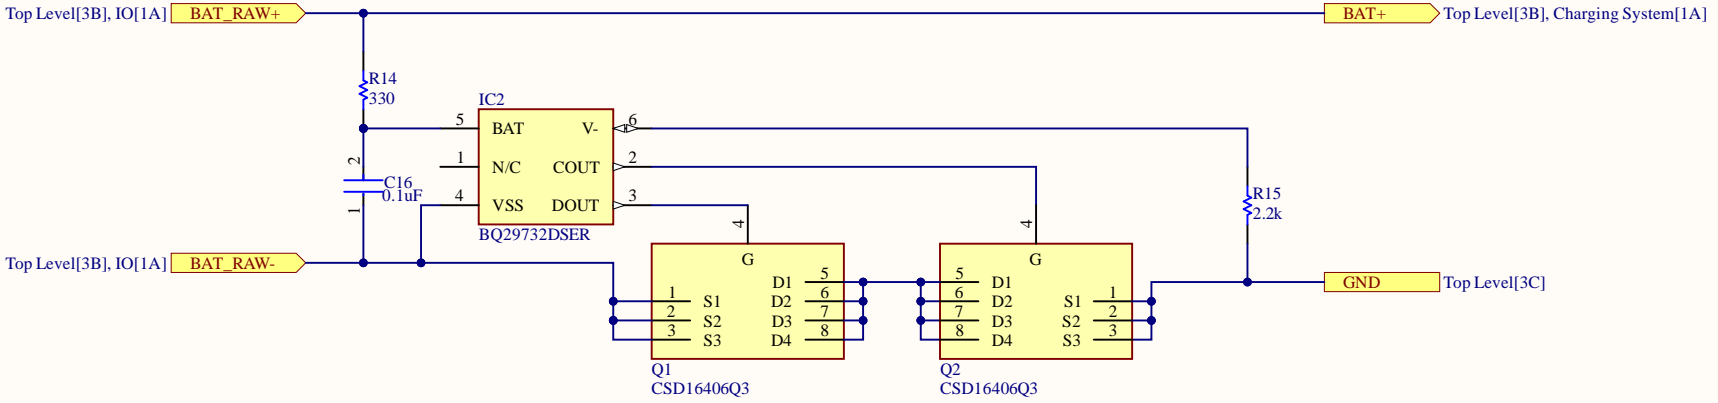 Top Level[3B], IO[1A] BAT_RAW+ BAT+ Top Level[3B], Charging System[1A]
R14
330
IC2
5 BAT V- 6
1 N/C COUT 2
4 VSS DOUT 3
BQ29732DSER
2
C16
0.1uF
1
R15
2.2k
Top Level[3B], IO[1A] BAT_RAW-
4
G
D1 5
1 S1 D2 6
2 S2 D3 7
3 S3 D4 8
Q1
CSD16406Q3
4
G
5 D1
6 D2 S1 1
7 D3 S2 2
8 D4 S3 3
Q2
CSD16406Q3
GND Top Level[3C]